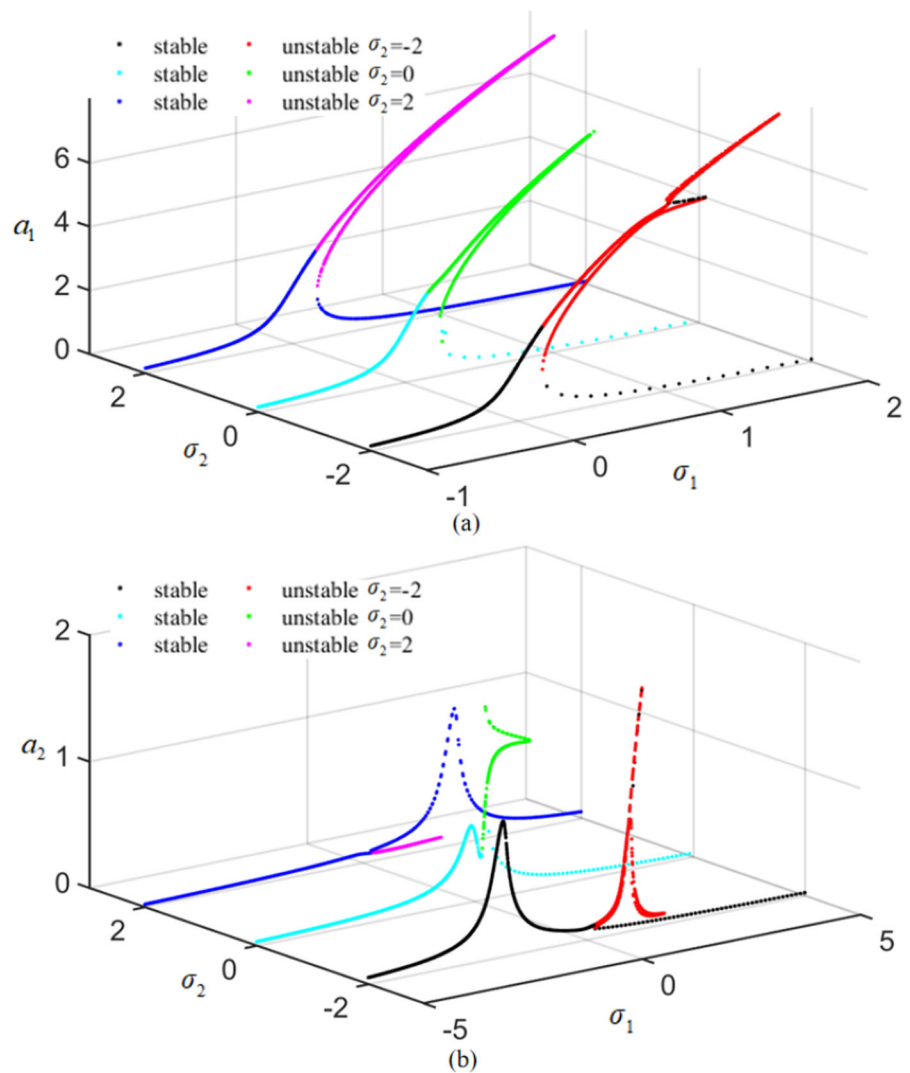 stable unstable σ₂=-2
stable unstable σ₂=0
stable unstable σ₂=2
6
4
a₁
2
0
2
0
σ₂
-2
-1
0
σ₁
1
2
(a)
stable unstable σ₂=-2
stable unstable σ₂=0
stable unstable σ₂=2
2
a₂ 1
0
2
0
σ₂
-2
-5
0
σ₁
5
(b)